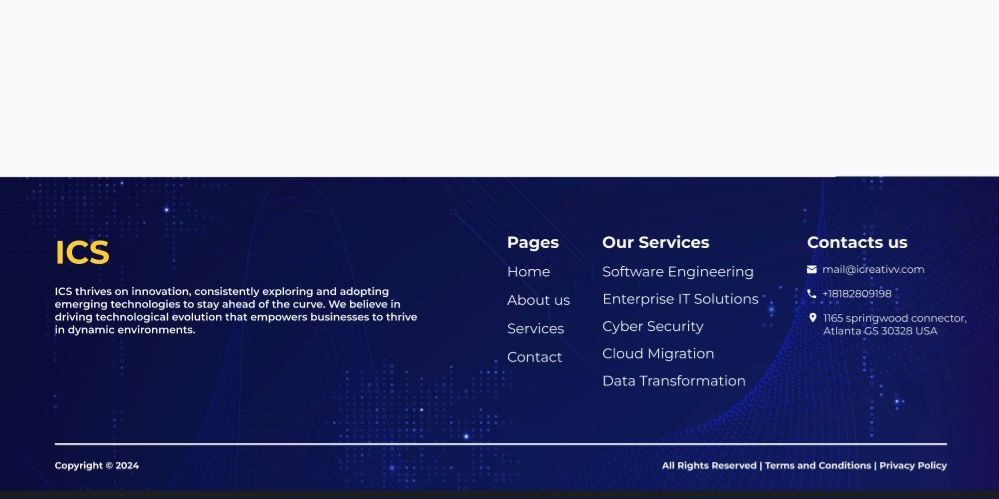 ICS
ICS thrives on innovation, consistently exploring and adopting
emerging technologies to stay ahead of the curve. We believe in
driving technological evolution that empowers businesses to thrive
in dynamic environments.
Pages
Home
About us
Services
Contact
Our Services
Software Engineering
Enterprise IT Solutions
Cyber Security
Cloud Migration
Data Transformation
Contacts us
mail@icreativv.com
+18182809198
1165 springwood connector,
Atlanta GS 30328 USA
Copyright © 2024
All Rights Reserved | Terms and Conditions | Privacy Policy